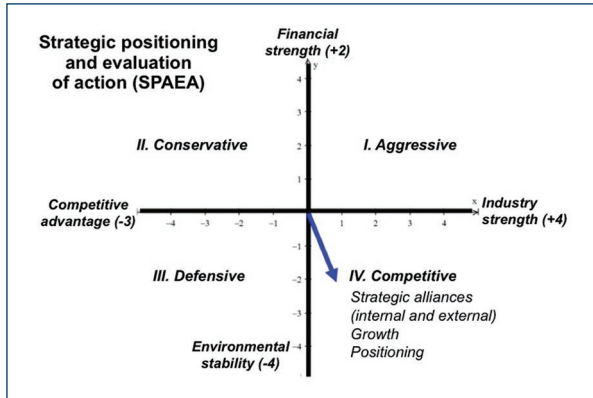 Strategic positioning
and evaluation
of action (SPAEA)
Financial
strength (+2)
y
4
3
2
1
II. Conservative
I. Aggressive
Competitive
advantage (-3)
-4
-3
-2
-1
1
2
3
4
x
Industry
strength (+4)
-1
-2
-3
-4
III. Defensive
IV. Competitive
Strategic alliances
(internal and external)
Growth
Positioning
Environmental
stability (-4)